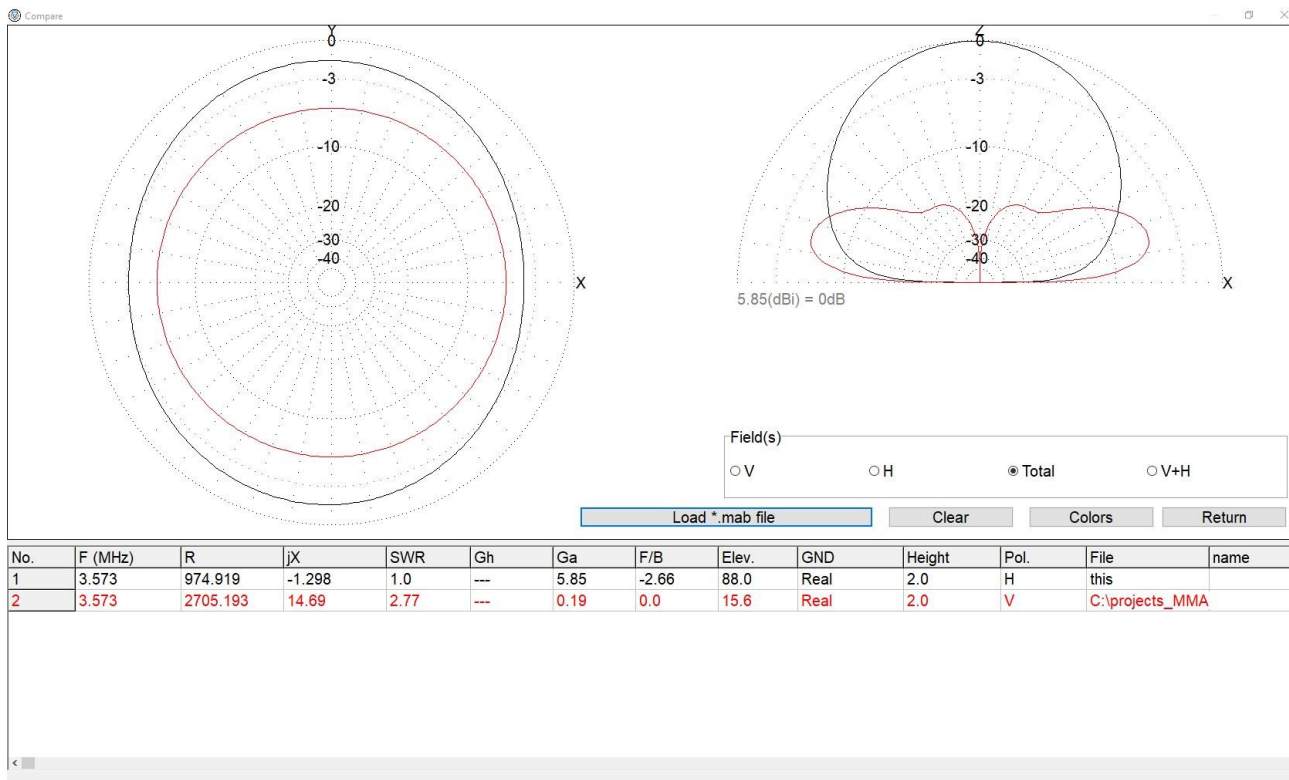 Compare
Y
0
-3
-10
-20
-30
-40
X
Z
0
-3
-10
-20
-30
-40
X
5.85(dBi) = 0dB
Field(s)
V H Total V+H
Load *.mab file Clear Colors Return
No. F (MHz) R jX SWR Gh Ga F/B Elev. GND Height Pol. File name
1 3.573 974.919 -1.298 1.0 --- 5.85 -2.66 88.0 Real 2.0 H this
2 3.573 2705.193 14.69 2.77 --- 0.19 0.0 15.6 Real 2.0 V C:\projects_MMA